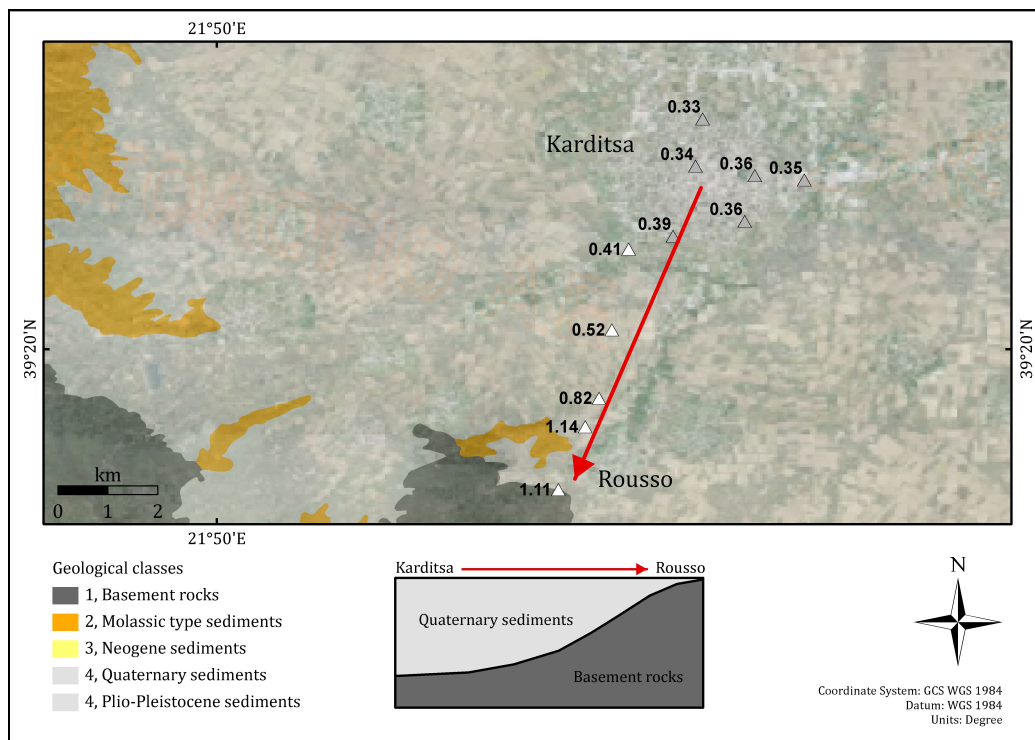 21°50'E
0.33
Karditsa
0.34
0.36
0.35
0.36
0.39
0.41
0.52
39°20'N
39°20'N
0.82
1.14
km
Rousso
1.11
0 1 2
21°50'E
Geological classes
1, Basement rocks
2, Molassic type sediments
3, Neogene sediments
4, Quaternary sediments
4, Plio-Pleistocene sediments
Karditsa Rousso
Quaternary sediments
Basement rocks
N
Coordinate System: GCS WGS 1984
Datum: WGS 1984
Units: Degree